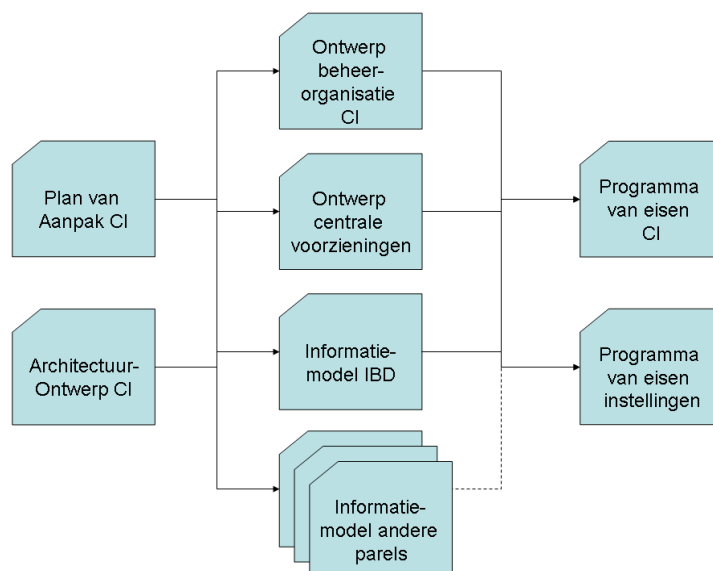 Ontwerp
beheer-
organisatie
CI
Plan van
Aanpak CI
Ontwerp
centrale
voorzieningen
Programma
van eisen
CI
Architectuur-
Ontwerp CI
Informatie-
model IBD
Programma
van eisen
instellingen
Informatie-
model andere
parels